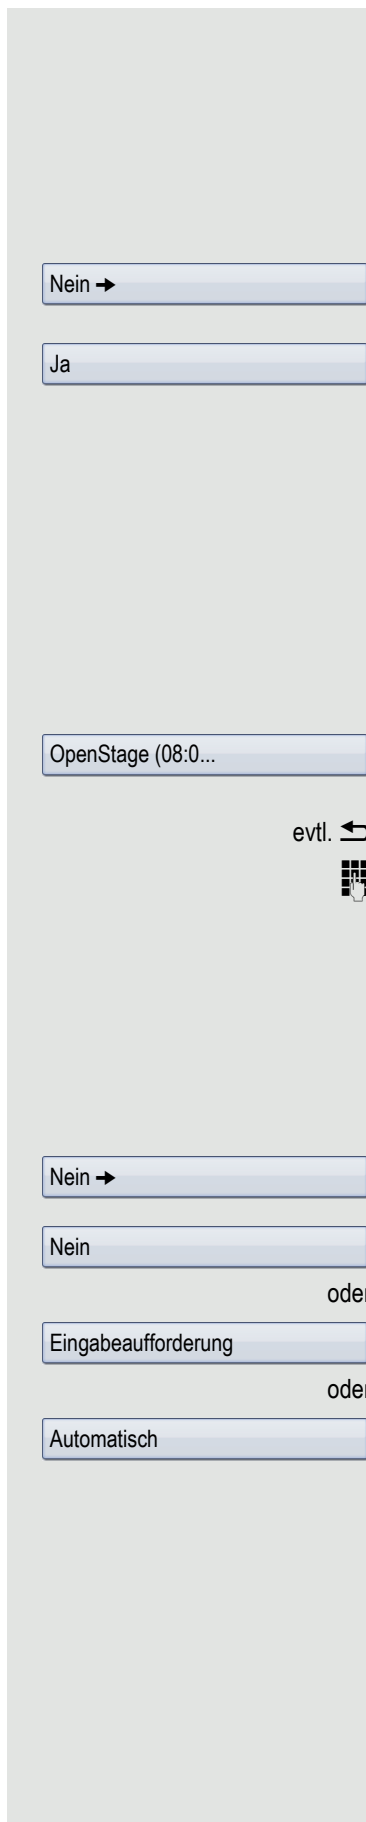 Nein →
Ja
OpenStage (08:0...
evtl.
Nein →
Nein
oder
Eingabeaufforderung
oder
Automatisch